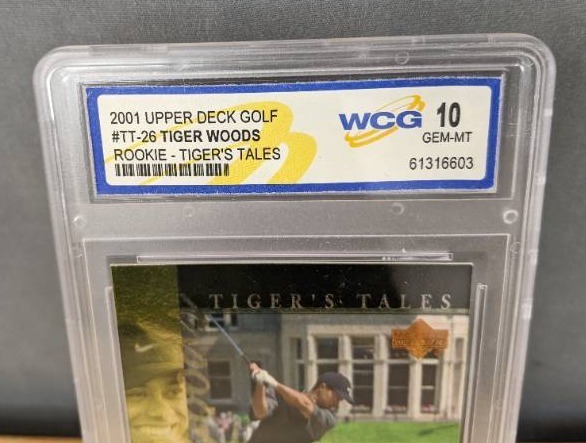 2001 UPPER DECK GOLF
#TT-26 TIGER WOODS
ROOKIE - TIGER'S TALES
WCG 10
GEM-MT
61316603
TIGER'S TALES